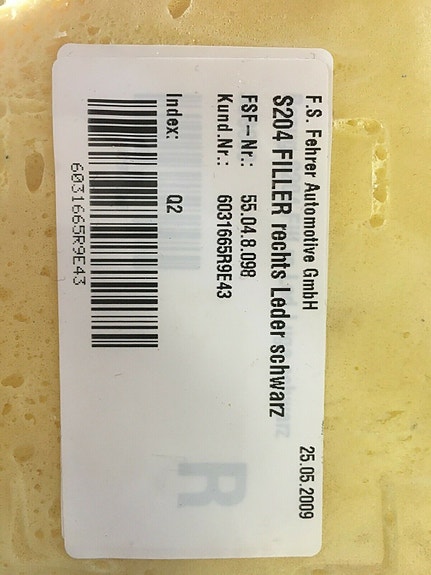 F.S. Fehrer Automotive GmbH 25.05.2009
S204 FILLER rechts Leder schwarz
FSF-Nr.: 55.04.8.098
Kund.Nr.: 6031665R9E43
Index: Q2
6031665R9E43
R